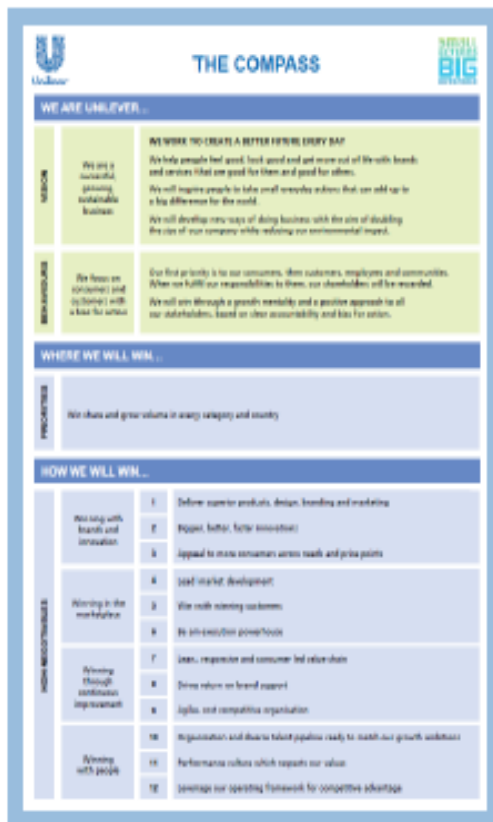 Unilever
THE COMPASS
SMALL
ACTIONS
BIG
DIFFERENCE
WE ARE UNILEVER...
VISION
We are a
successful,
growing,
sustainable
business
WE WORK TO CREATE A BETTER FUTURE EVERY DAY
We help people feel good, look good and get more out of life with brands
and services that are good for them and good for others.
We will inspire people to take small everyday actions that can add up to
a big difference for the world.
We will develop new ways of doing business with the aim of doubling
the size of our company while reducing our environmental impact.
BEHAVIOURS
We focus on
consumers and
customers with
a bias for action
Our first priority is to our consumers, then customers, employees and communities.
When we fulfil our responsibilities to them, our shareholders will be rewarded.
We will win through a growth mentality and a positive approach to all
our stakeholders, based on clear accountability and bias for action.
WHERE WE WILL WIN...
PRIORITIES
Win share and grow volume in every category and country
HOW WE WILL WIN...
NON-NEGOTIABLES
Winning with
brands and
innovation
1 Deliver superior products, design, branding and marketing
2 Bigger, better, faster innovations
3 Appeal to more consumers across needs and price points
Winning in the
marketplace
4 Lead market development
5 Win with winning customers
6 Be an execution powerhouse
Winning
through
continuous
improvement
7 Lean, responsive and consumer led value chain
8 Drive return on brand support
9 Agile, cost competitive organisation
Winning
with people
10 Organisation and diverse talent pipeline ready to match our growth ambitions
11 Performance culture which respects our values
12 Leverage our operating framework for competitive advantage